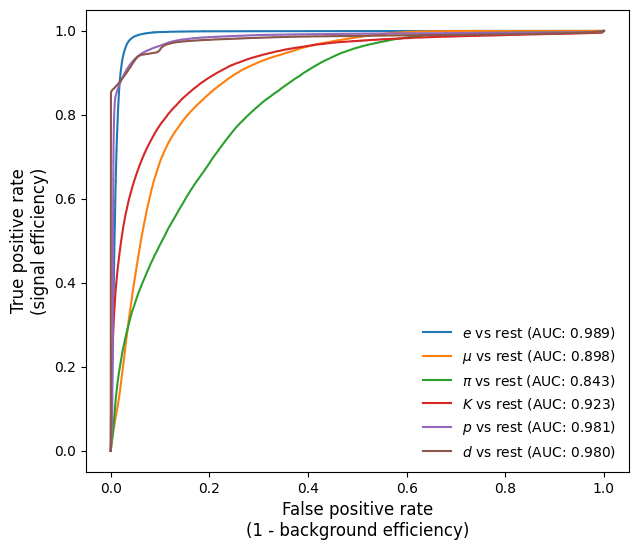 1.0
0.8
0.6
0.4
0.2
0.0
True positive rate
(signal efficiency)
e vs rest (AUC: 0.989)
μ vs rest (AUC: 0.898)
π vs rest (AUC: 0.843)
K vs rest (AUC: 0.923)
p vs rest (AUC: 0.981)
d vs rest (AUC: 0.980)
0.0 0.2 0.4 0.6 0.8 1.0
False positive rate
(1 - background efficiency)